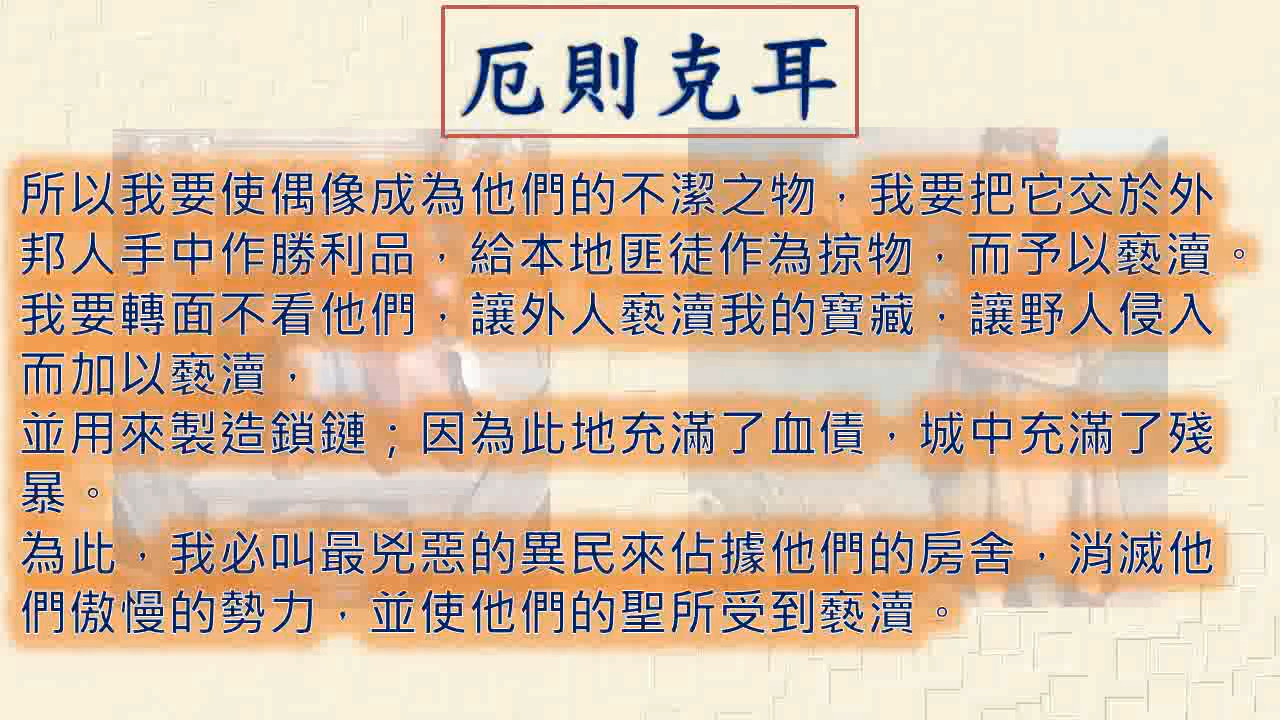 厄則克耳
所以我要使偶像成為他們的不潔之物，我要把它交於外
邦人手中作勝利品，給本地匪徒作為掠物，而予以褻瀆。
我要轉面不看他們，讓外人褻瀆我的寶藏，讓野人侵入
而加以褻瀆，
並用來製造鎖鏈；因為此地充滿了血債，城中充滿了殘
暴。
為此，我必叫最兇惡的異民來佔據他們的房舍，消滅他
們傲慢的勢力，並使他們的聖所受到褻瀆。